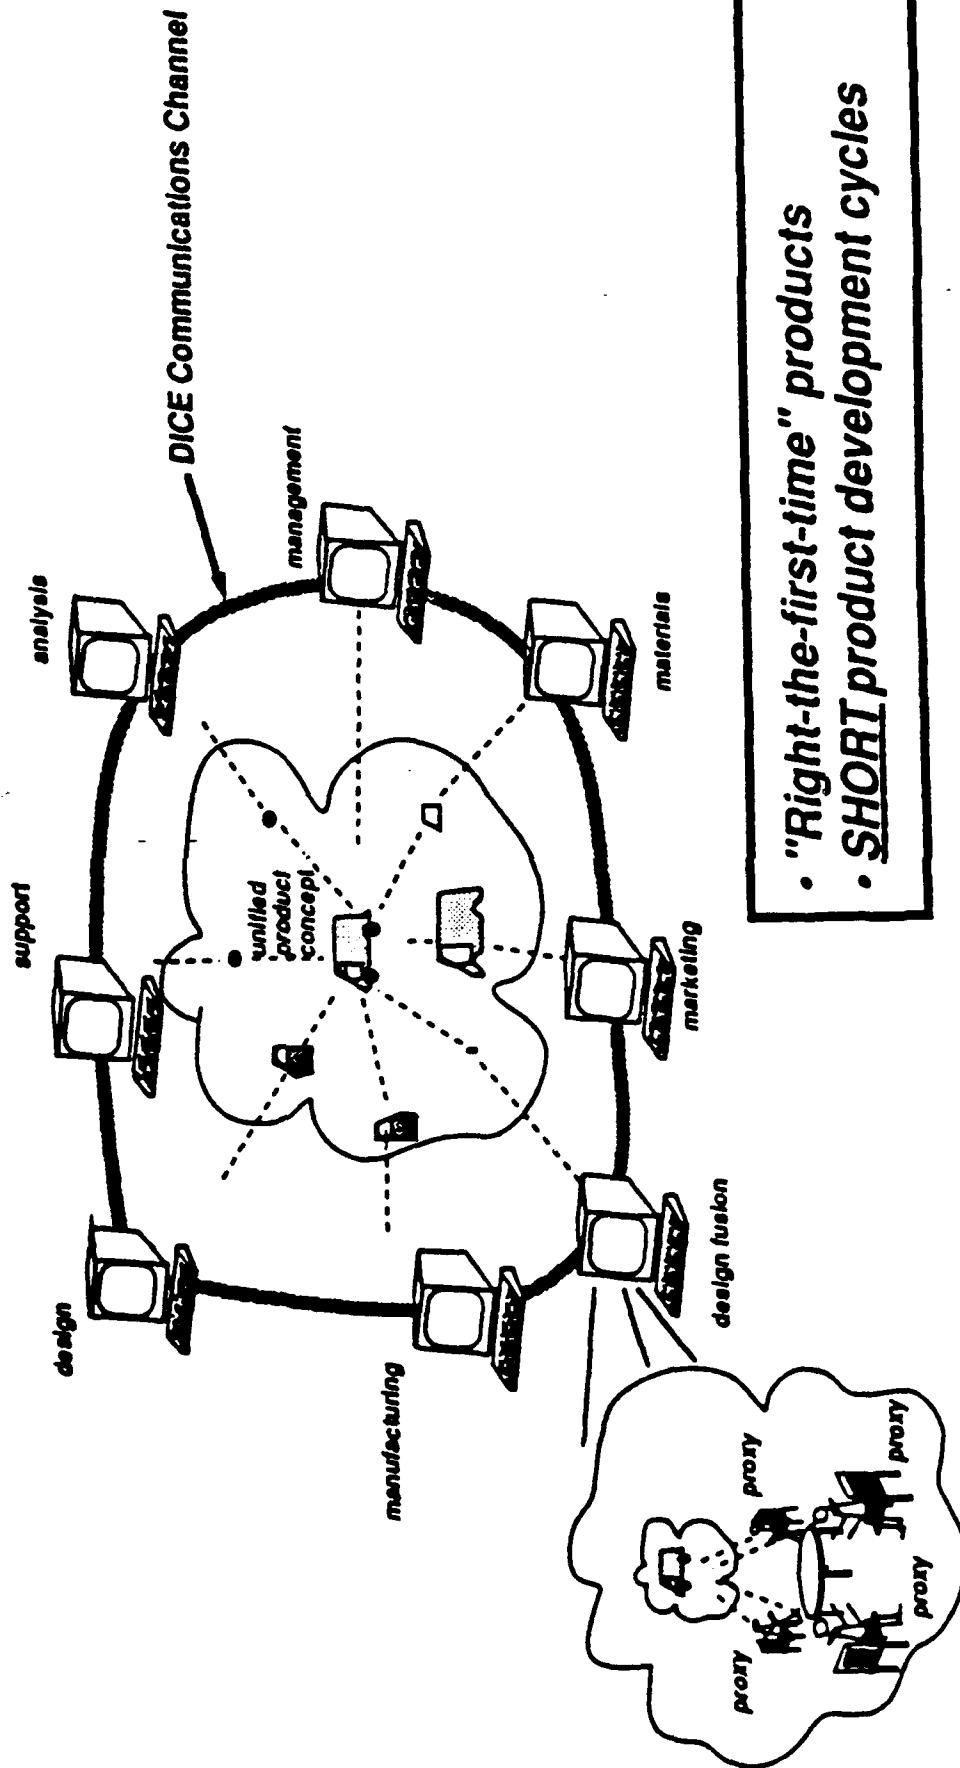 support
analysis
design
DICE Communications Channel
management
"unified
product
'concept
manufacturing
materials
marketing
design fusion
proxy
proxy
proxy
proxy
• "Right-the-first-time" products
• SHORT product development cycles